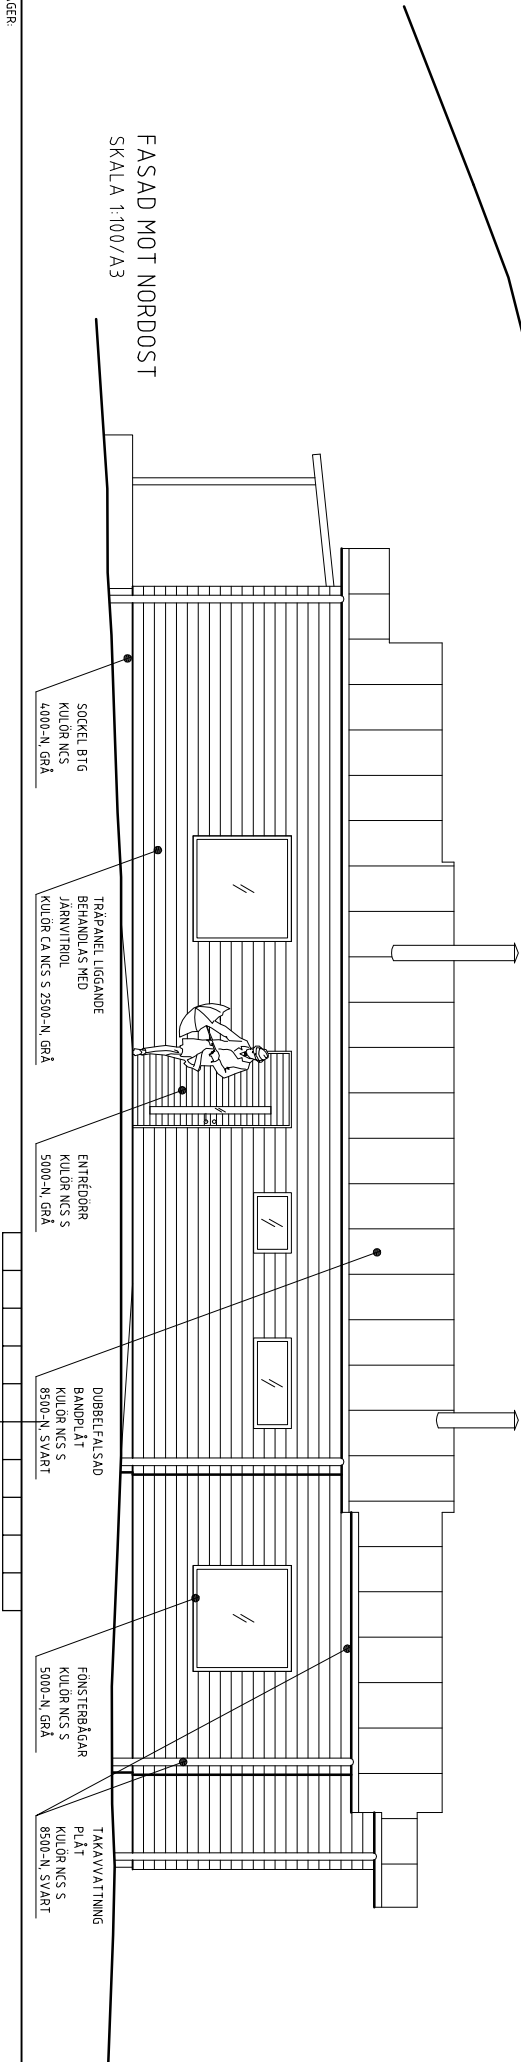 FASAD MOT NORDOST
SKALA 1:100/A3
SOCKEL BTG
KULÖR NCS
4000-N, GRÅ
TRÄPANEL LIGGANDE
BEHANDLAS MED
JÄRNVITRIOL
KULÖR CA NCS S 2500-N, GRÅ
ENTRÉDÖRR
KULÖR NCS S
5000-N, GRÅ
DUBBELFALSAD
BANDPLÅT
KULÖR NCS S
8500-N, SVART
FÖNSTERBÅGAR
KULÖR NCS S
5000-N, GRÅ
TAKAVVATTNING
PLÅT
KULÖR NCS S
8500-N, SVART